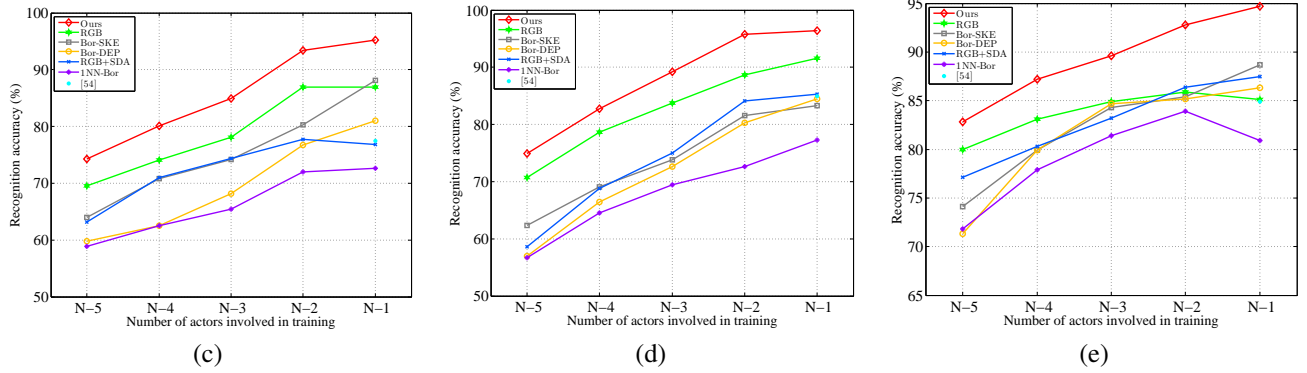 100
90
80
70
60
50
Recognition accuracy (%)
Ours
RGB
Bor-SKE
Bor-DEP
RGB+SDA
1NN-Bor
[54]
N−5 N−4 N−3 N−2 N−1
Number of actors involved in training
(c)
100
90
80
70
60
50
Recognition accuracy (%)
Ours
RGB
Bor-SKE
Bor-DEP
RGB+SDA
1NN-Bor
[54]
N−5 N−4 N−3 N−2 N−1
Number of actors involved in training
(d)
95
90
85
80
75
70
65
Recognition accuracy (%)
Ours
RGB
Bor-SKE
Bor-DEP
RGB+SDA
1NN-Bor
[54]
N−5 N−4 N−3 N−2 N−1
Number of actors involved in training
(e)